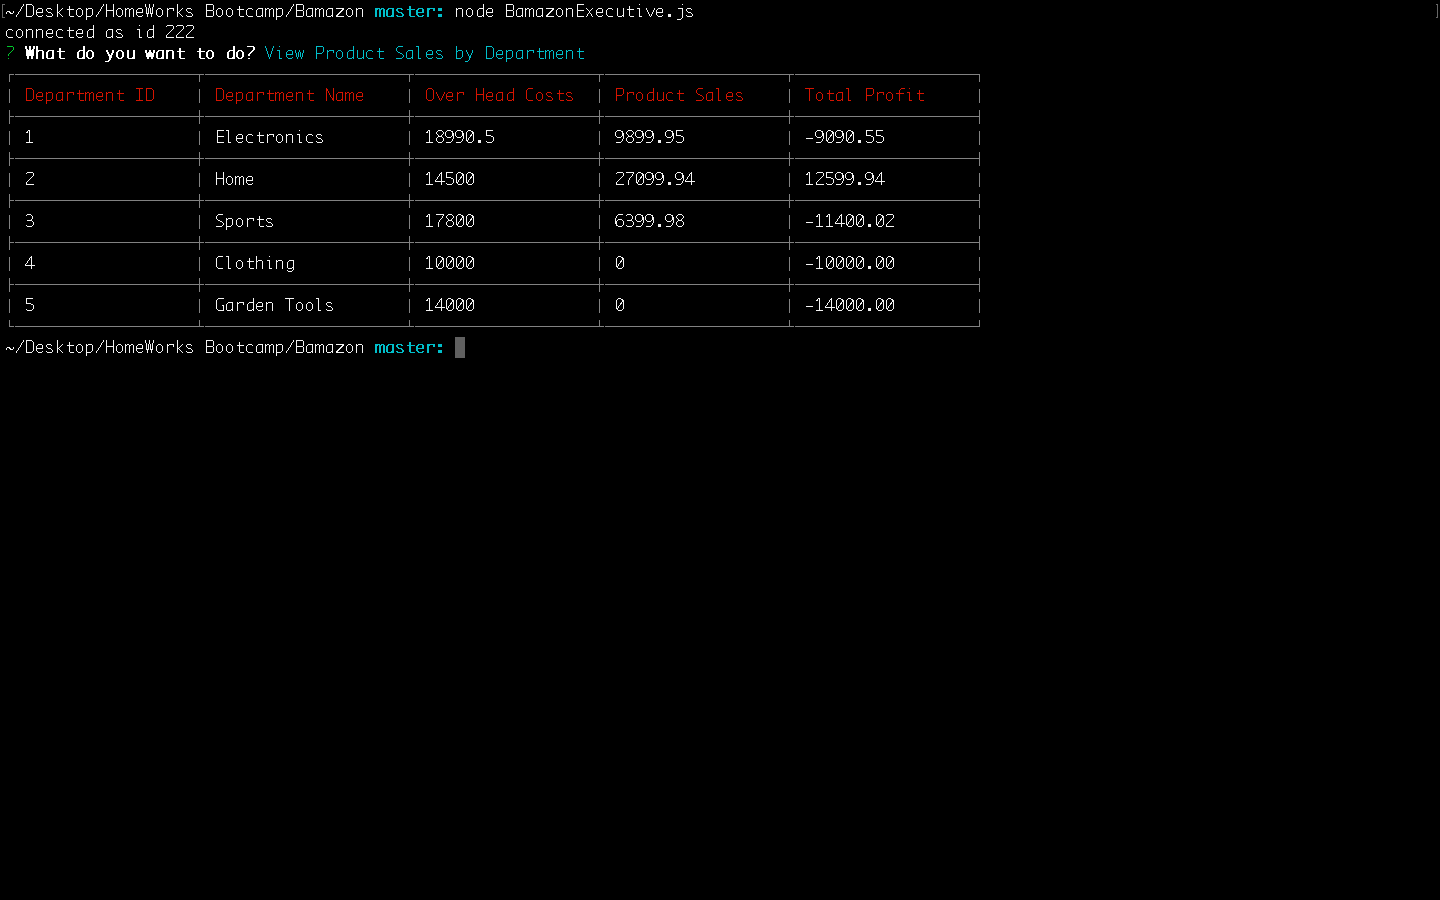 [~/Desktop/HomeWorks Bootcamp/Bamazon master: node BamazonExecutive.js ]
connected as id 222
? What do you want to do? View Product Sales by Department
Department ID Department Name Over Head Costs Product Sales Total Profit
1 Electronics 18990.5 9899.95 -9090.55
2 Home 14500 27099.94 12599.94
3 Sports 17800 6399.98 -11400.02
4 Clothing 10000 0 -10000.00
5 Garden Tools 14000 0 -14000.00
~/Desktop/HomeWorks Bootcamp/Bamazon master: